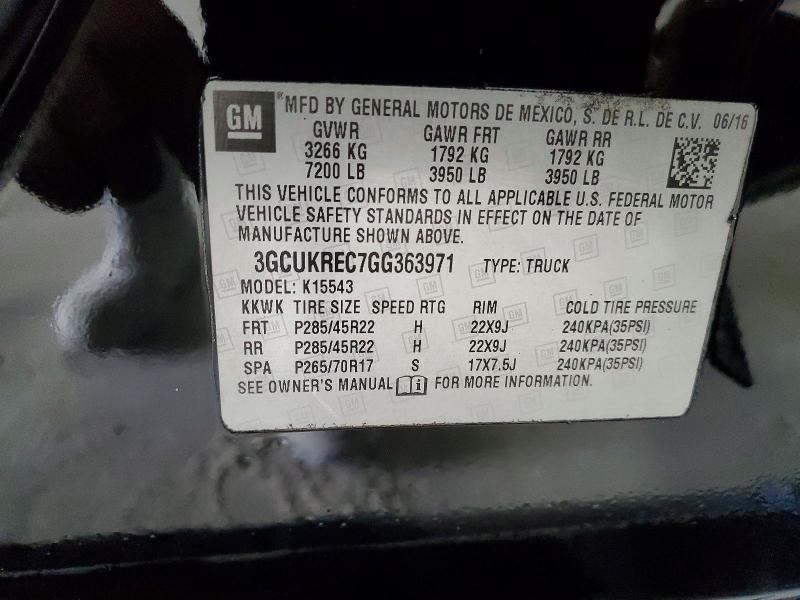 GM ® MFD BY GENERAL MOTORS DE MEXICO, S. DE R.L. DE C.V. 06/16
GVWR GAWR FRT GAWR RR
3266 KG 1792 KG 1792 KG
7200 LB 3950 LB 3950 LB
THIS VEHICLE CONFORMS TO ALL APPLICABLE U.S. FEDERAL MOTOR
VEHICLE SAFETY STANDARDS IN EFFECT ON THE DATE OF
MANUFACTURE SHOWN ABOVE.
3GCUKREC7GG363971 TYPE: TRUCK
MODEL: K15543
KKWK TIRE SIZE SPEED RTG RIM COLD TIRE PRESSURE
FRT P285/45R22 H 22X9J 240KPA(35PSI)
RR P285/45R22 H 22X9J 240KPA(35PSI)
SPA P265/70R17 S 17X7.5J 240KPA(35PSI)
SEE OWNER'S MANUAL FOR MORE INFORMATION.